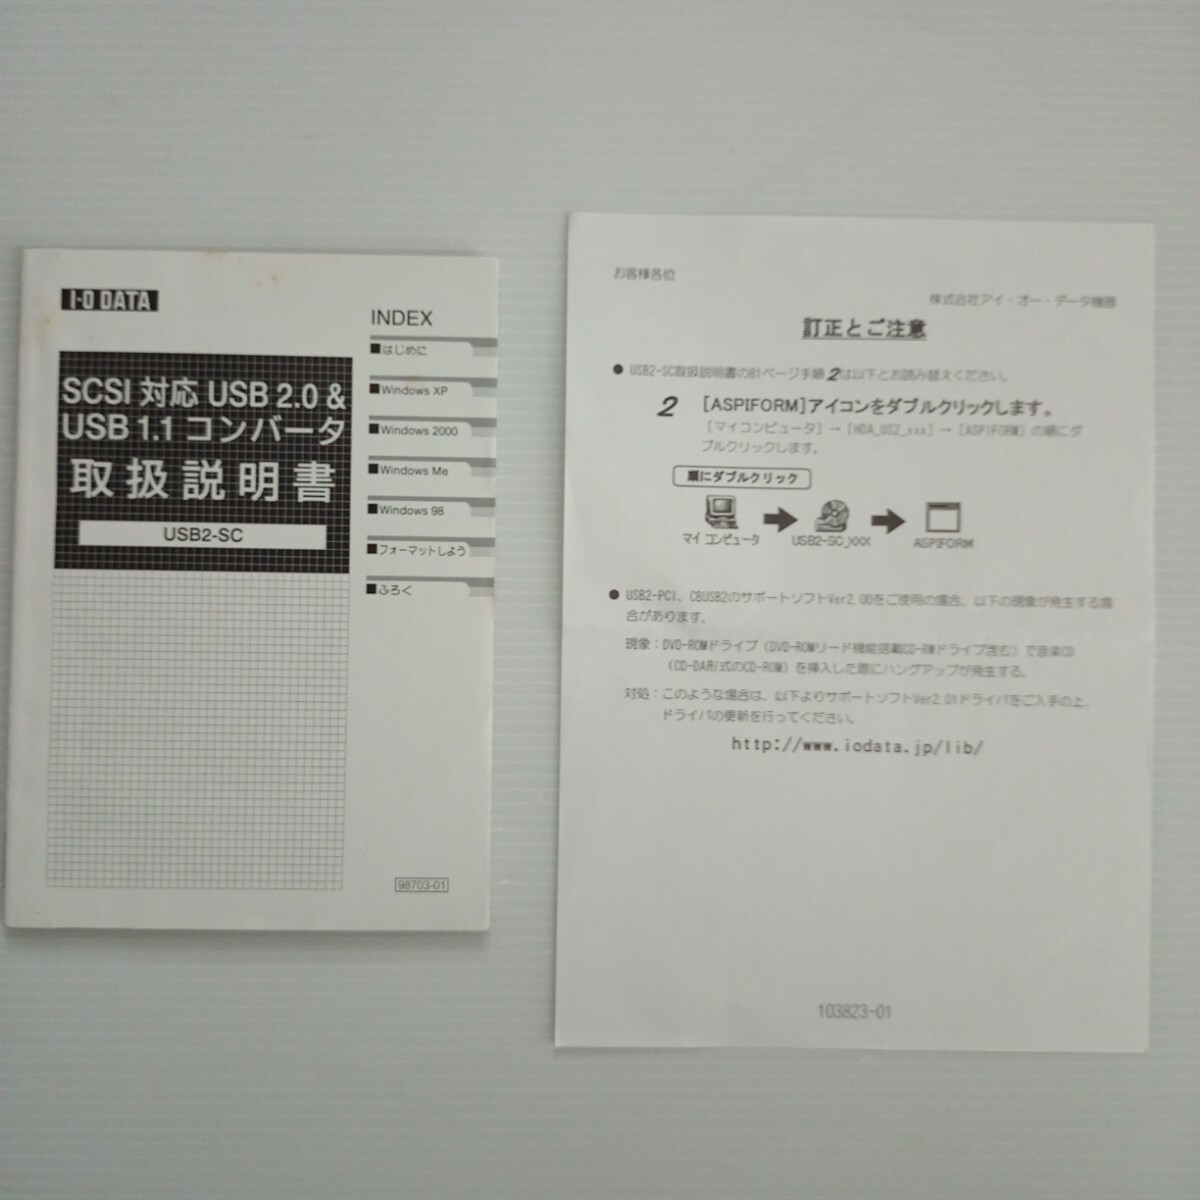 I·O DATA
SCSI 対応 USB 2.0 &
USB 1.1 コンバータ
取扱説明書
USB2-SC
INDEX
■はじめに
■Windows XP
■Windows 2000
■Windows Me
■Windows 98
■フォーマットしよう
■ふろく
98703-01
お客様各位
株式会社アイ・オー・データ機器
訂正とご注意
● USB2-SC取扱説明書の81ページ手順2は以下とお読み替えください。
2 [ASPIFORM]アイコンをダブルクリックします。
[マイコンピュータ] → [HDA_US2_xxx] → [ASPIFORM] の順にダ
ブルクリックします。
順にダブルクリック
マイ コンピュータ USB2-SC_XXX ASPIFORM
● USB2-PCI、CBUSB2のサポートソフトVer2.00をご使用の場合、以下の現象が発生する場
合があります。
現象：DVD-ROMドライブ（DVD-ROMリード機能搭載CD-RWドライブ含む）で音楽CD
（CD-DA形式のCD-ROM）を挿入した際にハングアップが発生する。
対処：このような場合は、以下よりサポートソフトVer2.01ドライバをご入手の上、
ドライバの更新を行ってください。
http://www.iodata.jp/lib/
103823-01